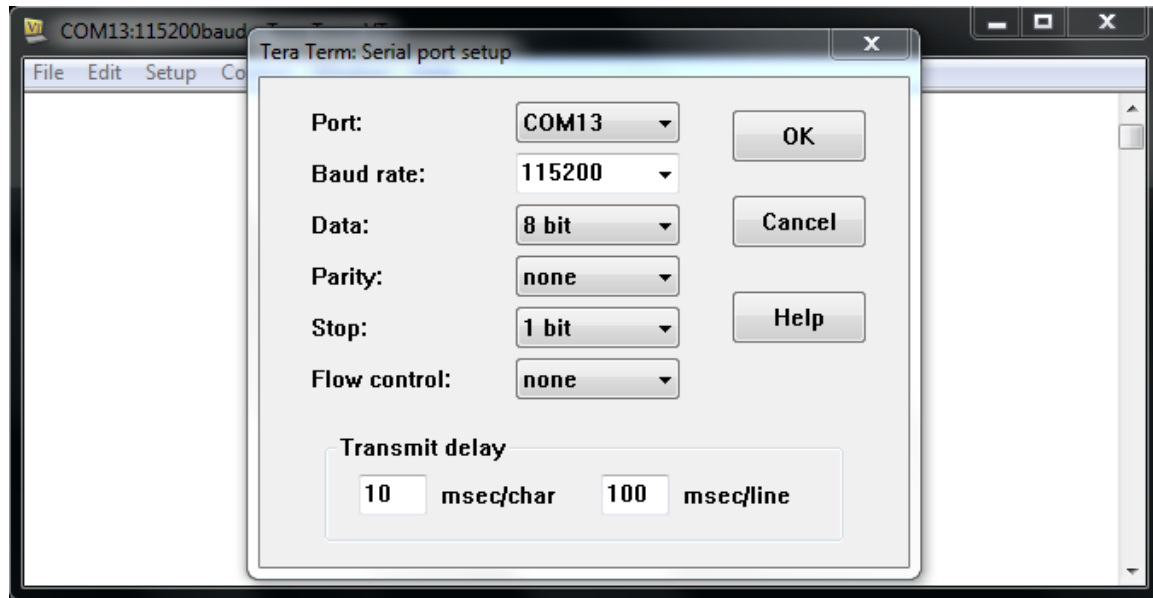 COM13:115200baud
Tera Term: Serial port setup
File Edit Setup
Port: COM13
OK
Baud rate: 115200
Data: 8 bit
Cancel
Parity: none
Stop: 1 bit
Help
Flow control: none
Transmit delay
10 msec/char 100 msec/line